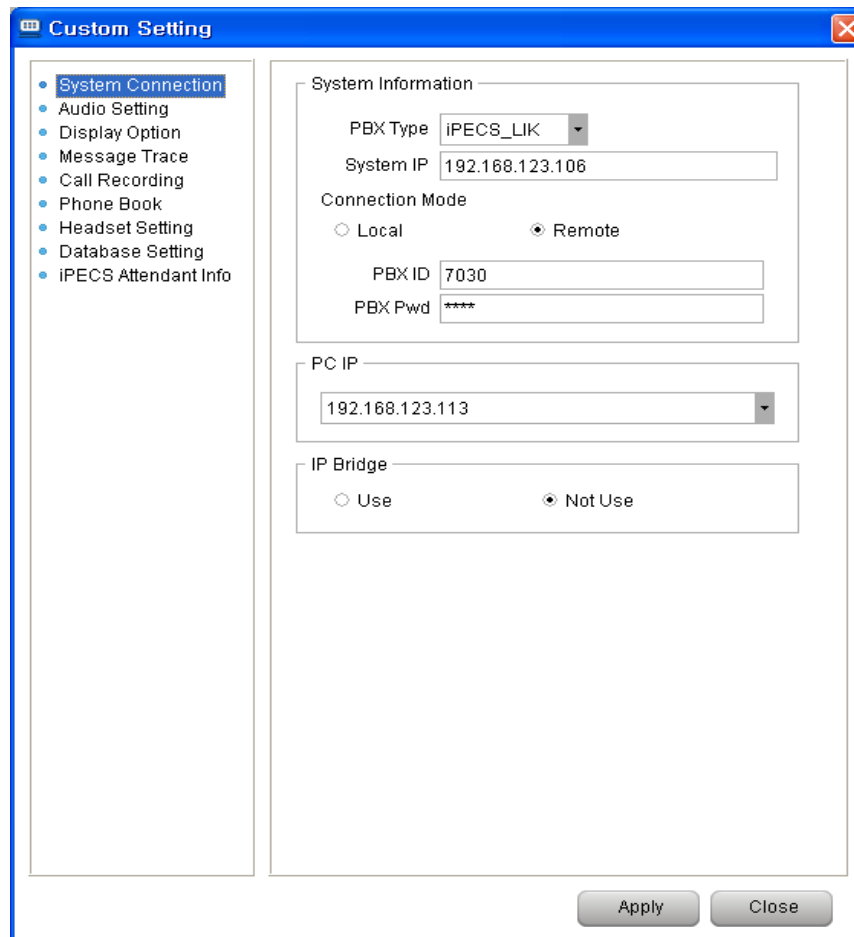 Custom Setting
System Connection
Audio Setting
Display Option
Message Trace
Call Recording
Phone Book
Headset Setting
Database Setting
iPECS Attendant Info
System Information
PBX Type iPECS_LIK
System IP 192.168.123.106
Connection Mode
Local Remote
PBX ID 7030
PBX Pwd ****
PC IP
192.168.123.113
IP Bridge
Use Not Use
Apply Close